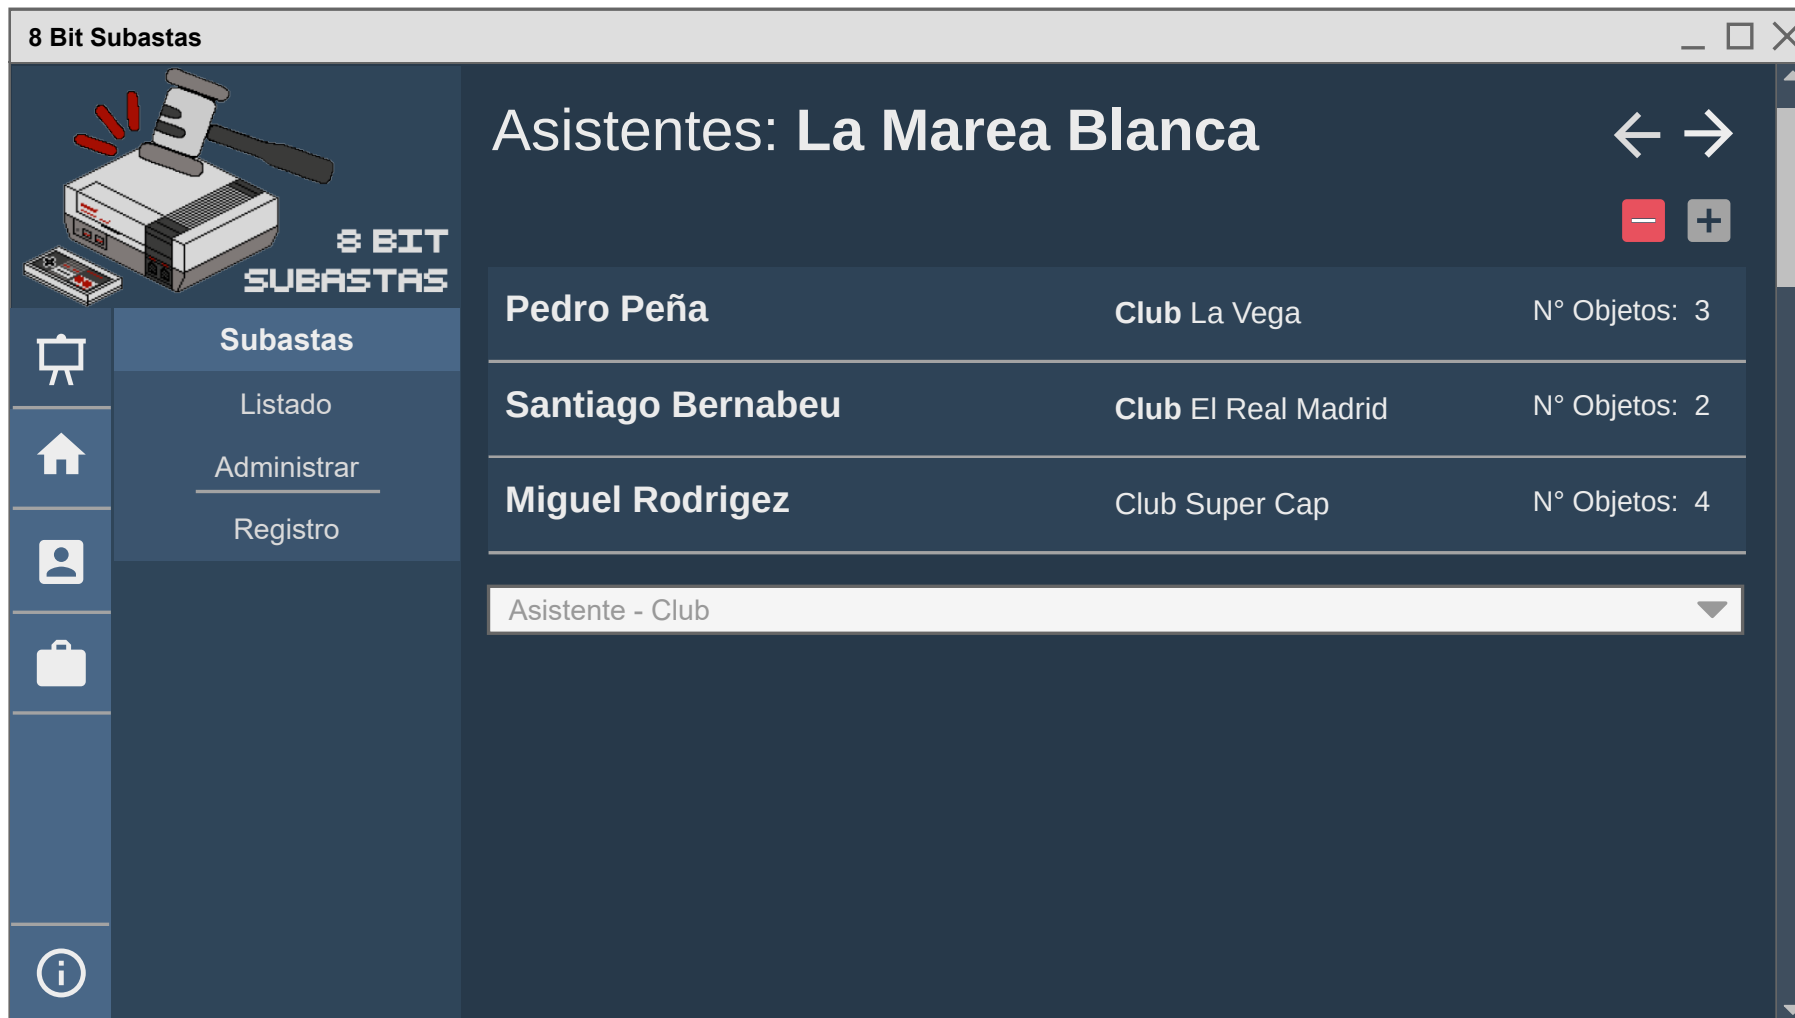 8 Bit Subastas
8 BIT
SUBASTAS
Subastas
Listado
Administrar
Registro
Asistentes: La Marea Blanca
Pedro Peña Club La Vega N° Objetos: 3
Santiago Bernabeu Club El Real Madrid N° Objetos: 2
Miguel Rodrigez Club Super Cap N° Objetos: 4
Asistente - Club